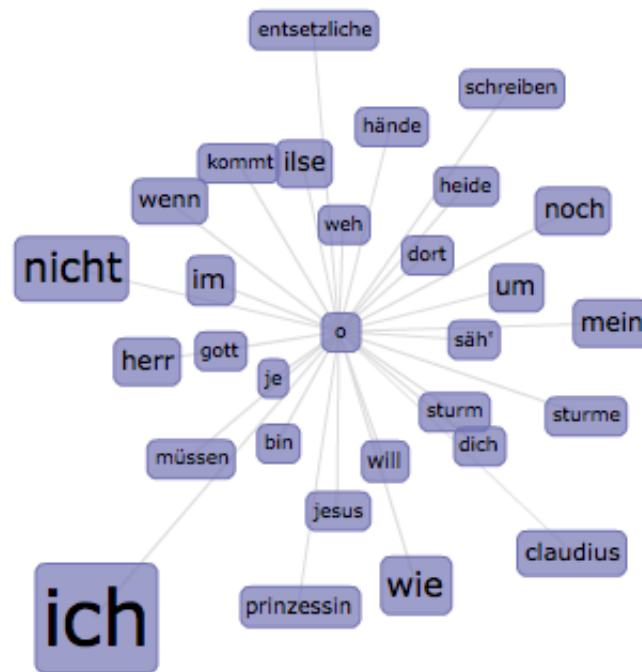 entsetzliche
schreiben
hände
kommt
ilse
heide
wenn
noch
weh
dort
nicht
im
um
mein
o
säh'
herr
gott
je
sturm
sturme
bin
dich
müssen
will
jesus
claudius
ich
prinzessin
wie